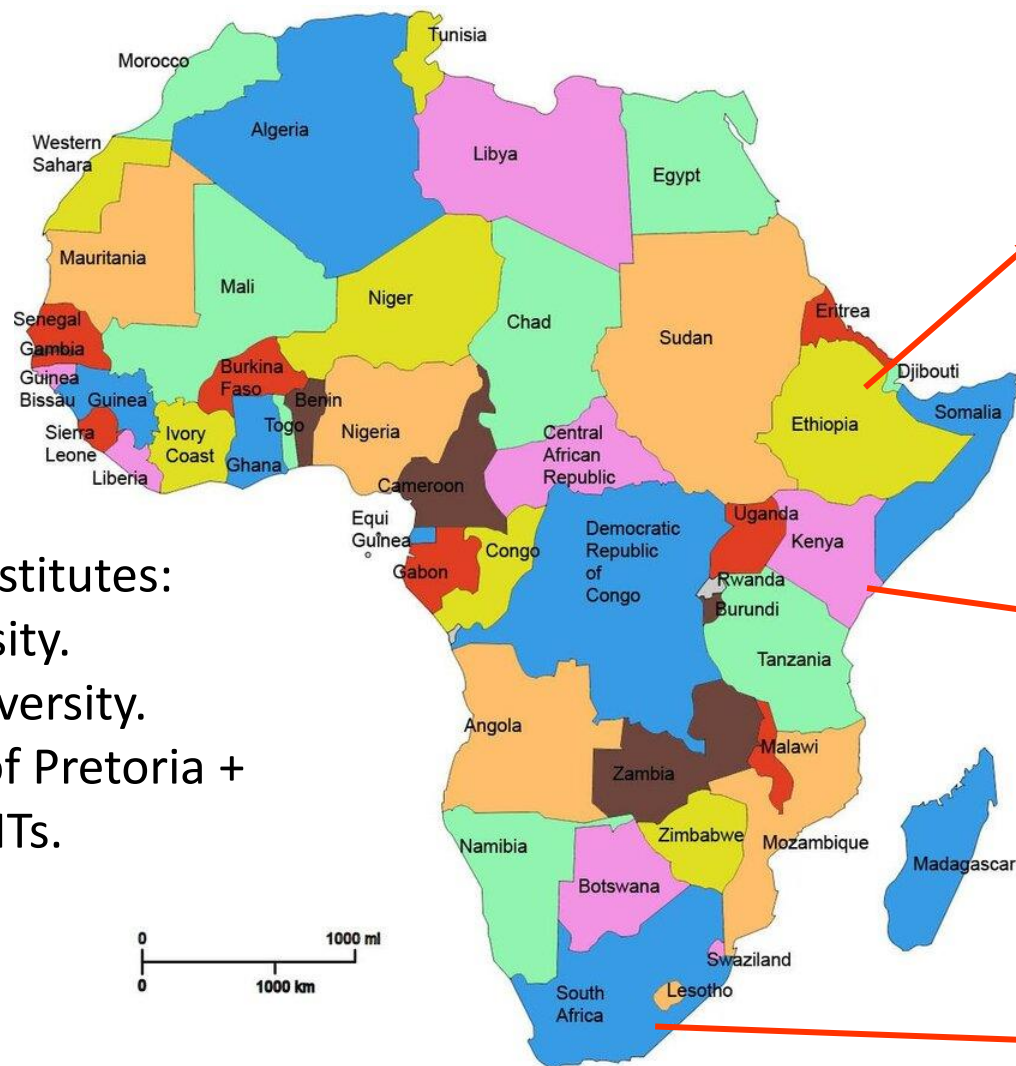 Tunisia
Morocco
Algeria
Western
Sahara
Libya
Egypt
Mauritania
Mali
Niger
Chad
Sudan
Eritrea
Senegal
Gambia
Guinea
Bissau
Guinea
Burkina
Faso
Benin
Djibouti
Somalia
Ethiopia
Sierra
Leone
Ivory
Coast
Togo
Ghana
Nigeria
Central
African
Republic
Liberia
Cameroon
Equi
Guinea
Congo
Gabon
Democratic
Republic
of
Congo
Uganda
Kenya
Rwanda
Burundi
Tanzania
stitutes:
sity.
versity.
of Pretoria +
ITs.
Angola
Zambia
Malawi
Namibia
Zimbabwe
Mozambique
Botswana
Madagascar
0
1000 mi
0
1000 km
Swaziland
Lesotho
South
Africa